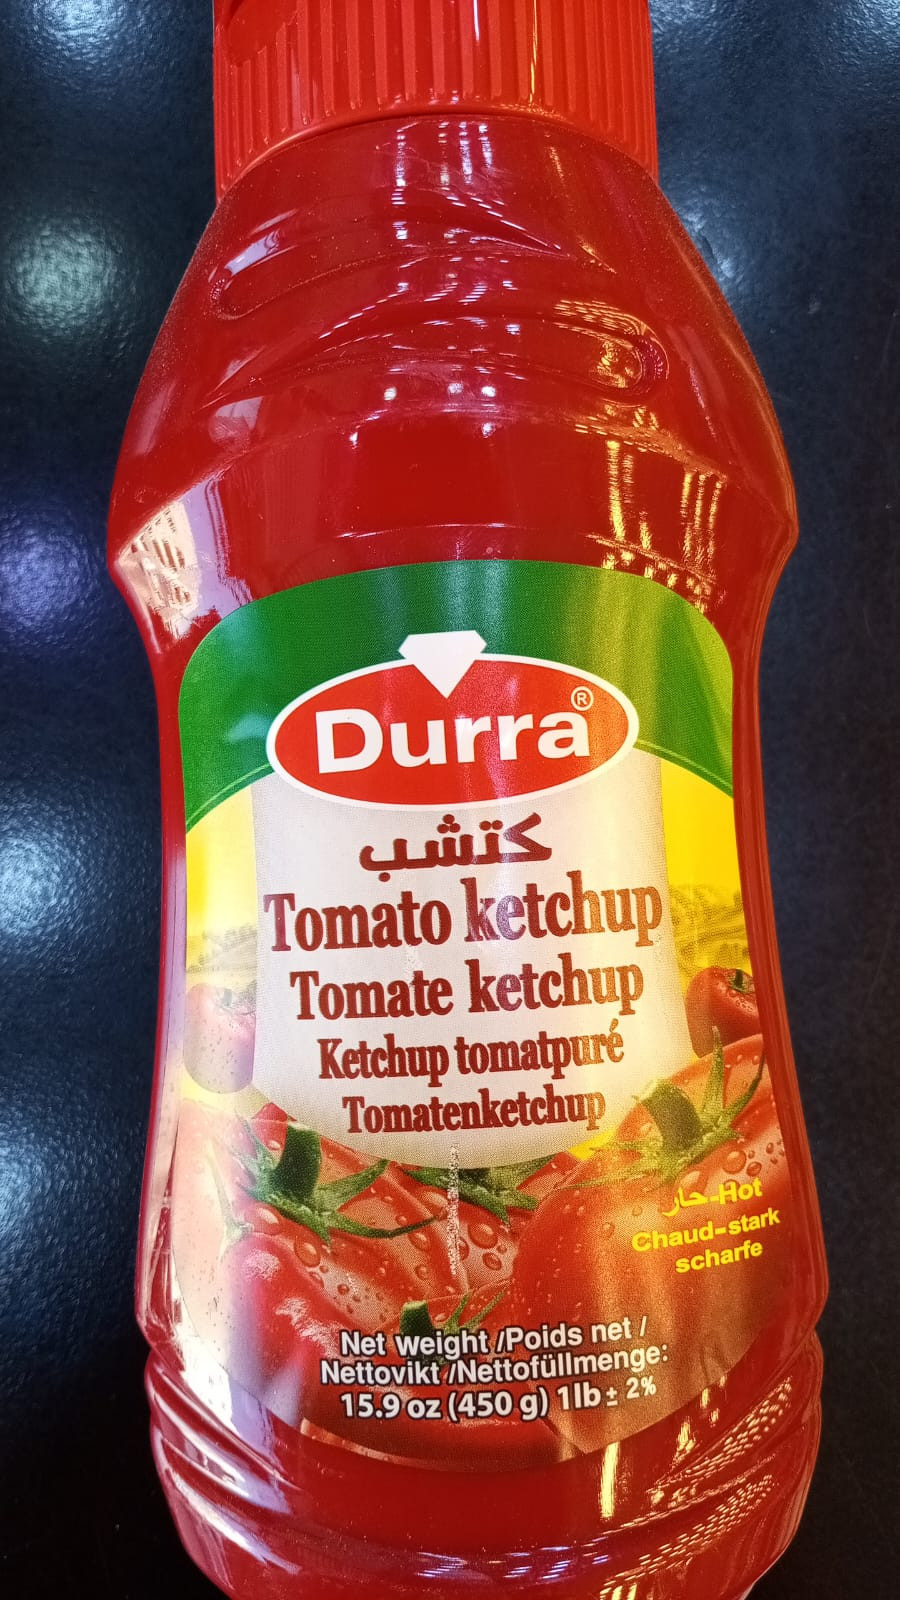 Durra®
كتشب
Tomato ketchup
Tomate ketchup
Ketchup tomatpuré
Tomatenketchup
حار-Hot
Chaud-stark
scharfe
Net weight /Poids net /
Nettovikt /Nettofüllmenge:
15.9 oz (450 g) 1lb ± 2%